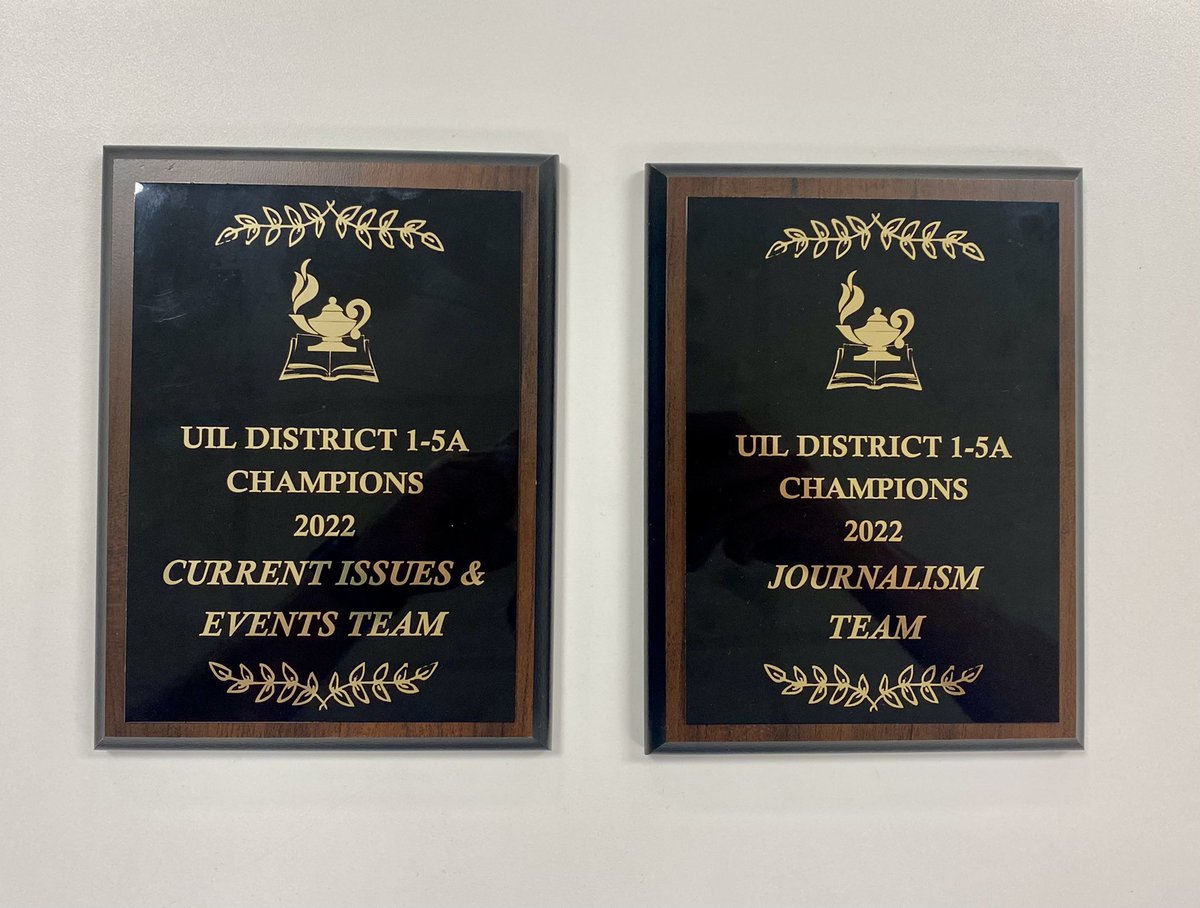 UIL DISTRICT 1-5A
CHAMPIONS
2022
CURRENT ISSUES &
EVENTS TEAM
UIL DISTRICT 1-5A
CHAMPIONS
2022
JOURNALISM
TEAM